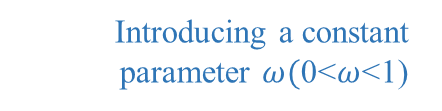 Introducing a constant
parameter ω(0<ω<1)